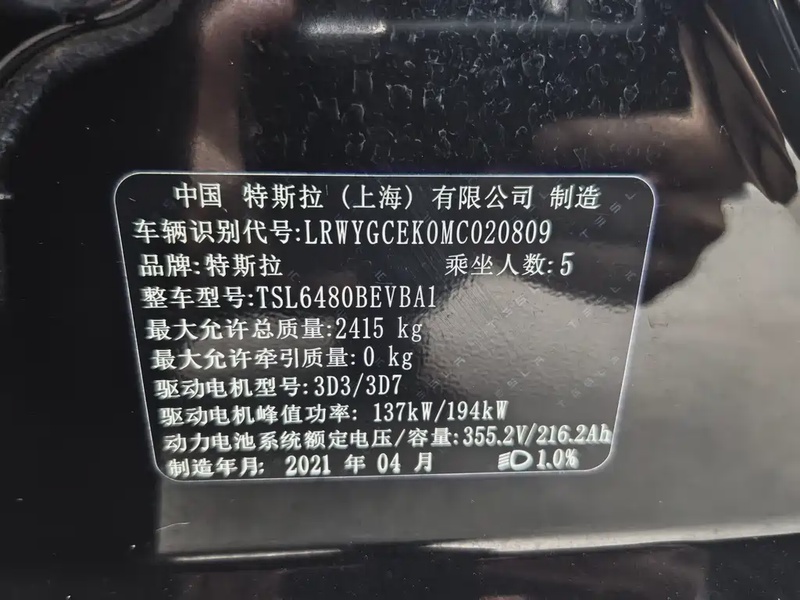 中国 特斯拉(上海)有限公司 制造
车辆识别代号:LRWYGCEK0MC020809
品牌:特斯拉 乘坐人数:5
整车型号:TSL6480BEVBA1
最大允许总质量:2415 kg
最大允许牵引质量:0 kg
驱动电机型号:3D3/3D7
驱动电机峰值功率: 137kW/194kW
动力电池系统额定电压/容量:355.2V/216.2Ah
制造年月: 2021 年 04 月 1.0%